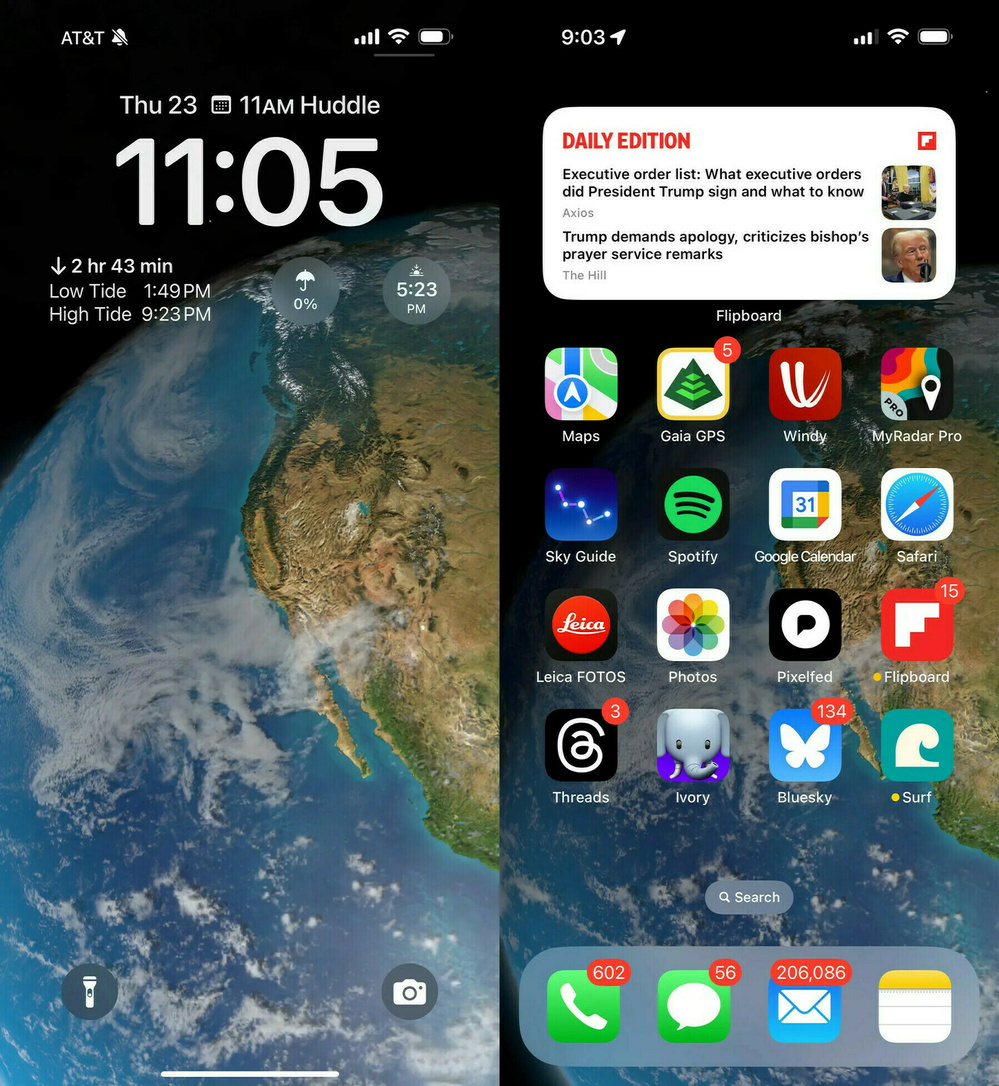 AT&T
Thu 23 11AM Huddle
11:05
2 hr 43 min
Low Tide 1:49PM
High Tide 9:23PM
0%
5:23
PM
9:03
DAILY EDITION
Executive order list: What executive orders
did President Trump sign and what to know
Axios
Trump demands apology, criticizes bishop's
prayer service remarks
The Hill
Flipboard
5
PRO
Maps
Gaia GPS
Windy
MyRadar Pro
31
Sky Guide
Spotify
Google Calendar
Safari
15
Leica
Leica FOTOS
Photos
Pixelfed
Flipboard
3
134
Threads
Ivory
Bluesky
Surf
Search
602
56
206,086